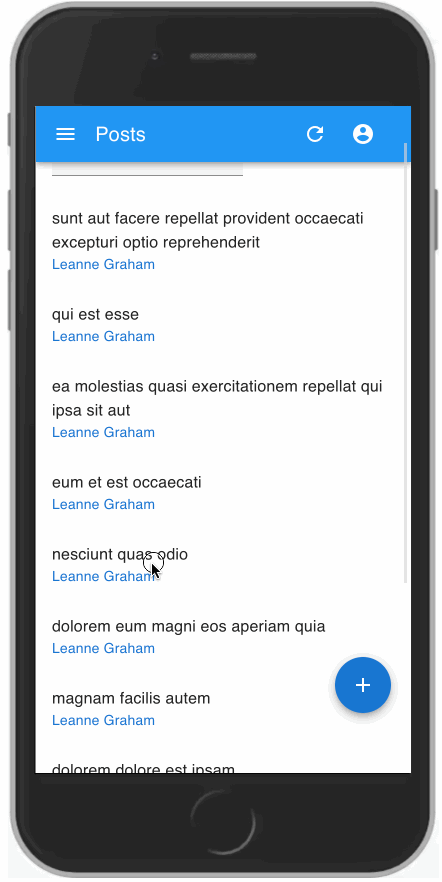 Posts
sunt aut facere repellat provident occaecati
excepturi optio reprehenderit
Leanne Graham
qui est esse
Leanne Graham
ea molestias quasi exercitationem repellat qui
ipsa sit aut
Leanne Graham
eum et est occaecati
Leanne Graham
nesciunt quas odio
Leanne Graham
dolorem eum magni eos aperiam quia
Leanne Graham
magnam facilis autem
Leanne Graham
dolorem dolore est ipsam